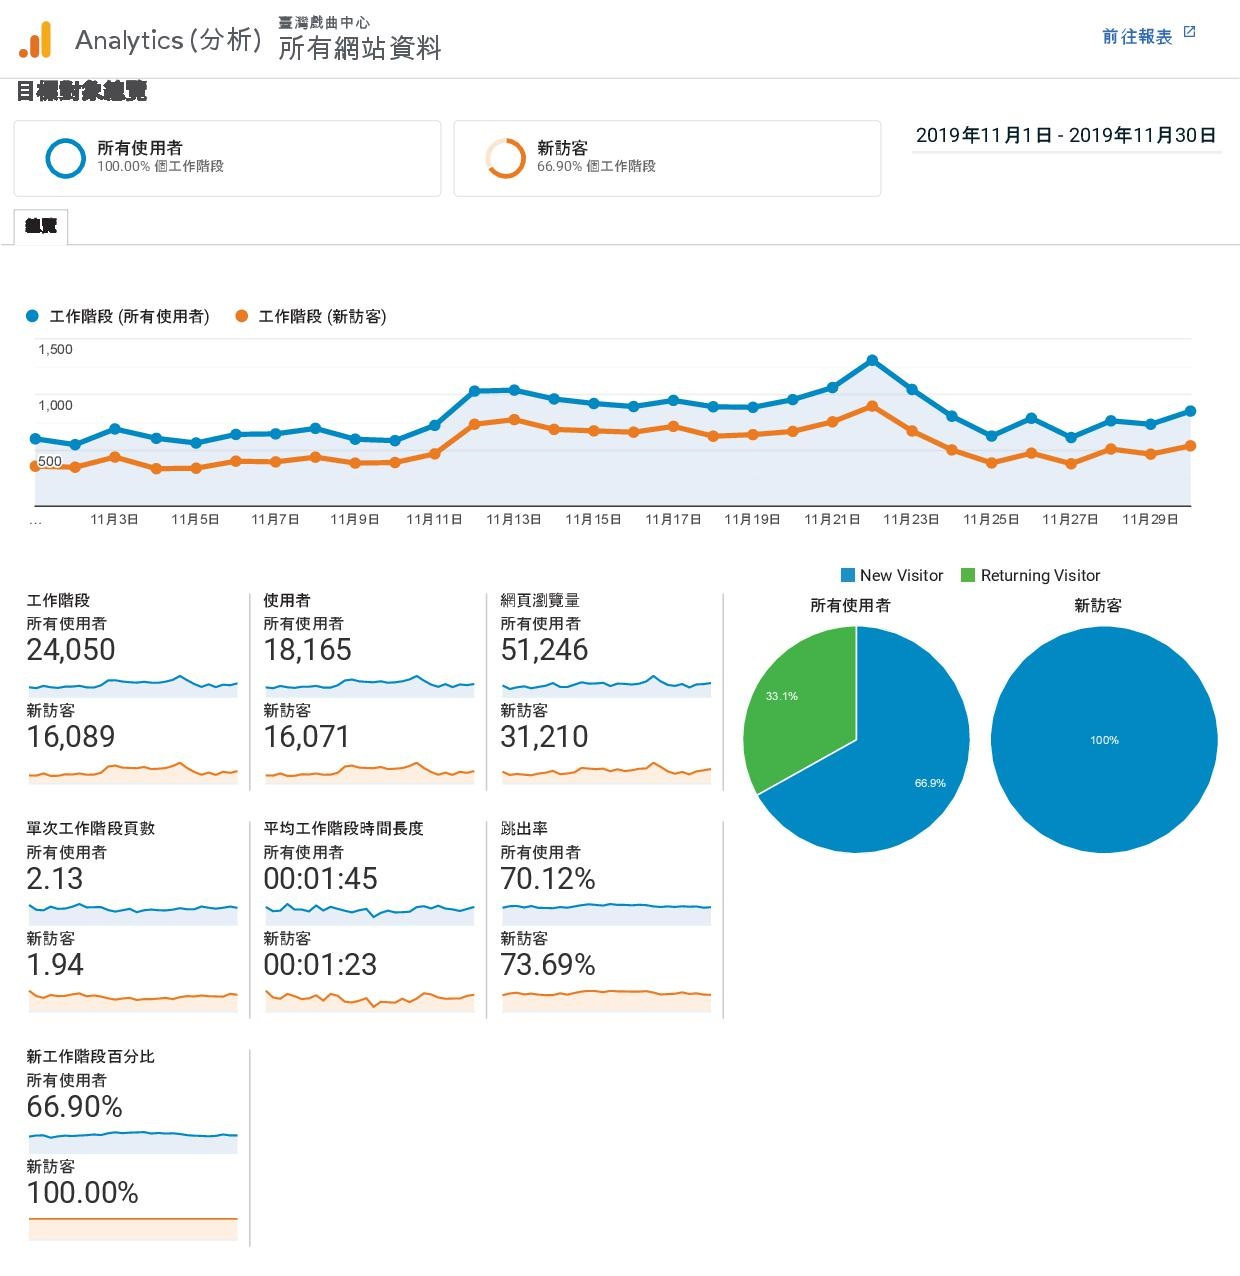 Analytics (分析)
臺灣戲曲中心
所有網站資料
前往報表
目標對象總覽
所有使用者
100.00% 個工作階段
新訪客
66.90% 個工作階段
2019年11月1日 - 2019年11月30日
總覽
工作階段 (所有使用者)
工作階段 (新訪客)
1,500
1,000
500
… 11月3日 11月5日 11月7日 11月9日 11月11日 11月13日 11月15日 11月17日 11月19日 11月21日 11月23日 11月25日 11月27日 11月29日
工作階段
所有使用者
24,050
新訪客
16,089
使用者
所有使用者
18,165
新訪客
16,071
網頁瀏覽量
所有使用者
51,246
新訪客
31,210
New Visitor
Returning Visitor
所有使用者
33.1%
66.9%
新訪客
100%
單次工作階段頁數
所有使用者
2.13
新訪客
1.94
平均工作階段時間長度
所有使用者
00:01:45
新訪客
00:01:23
跳出率
所有使用者
70.12%
新訪客
73.69%
新工作階段百分比
所有使用者
66.90%
新訪客
100.00%